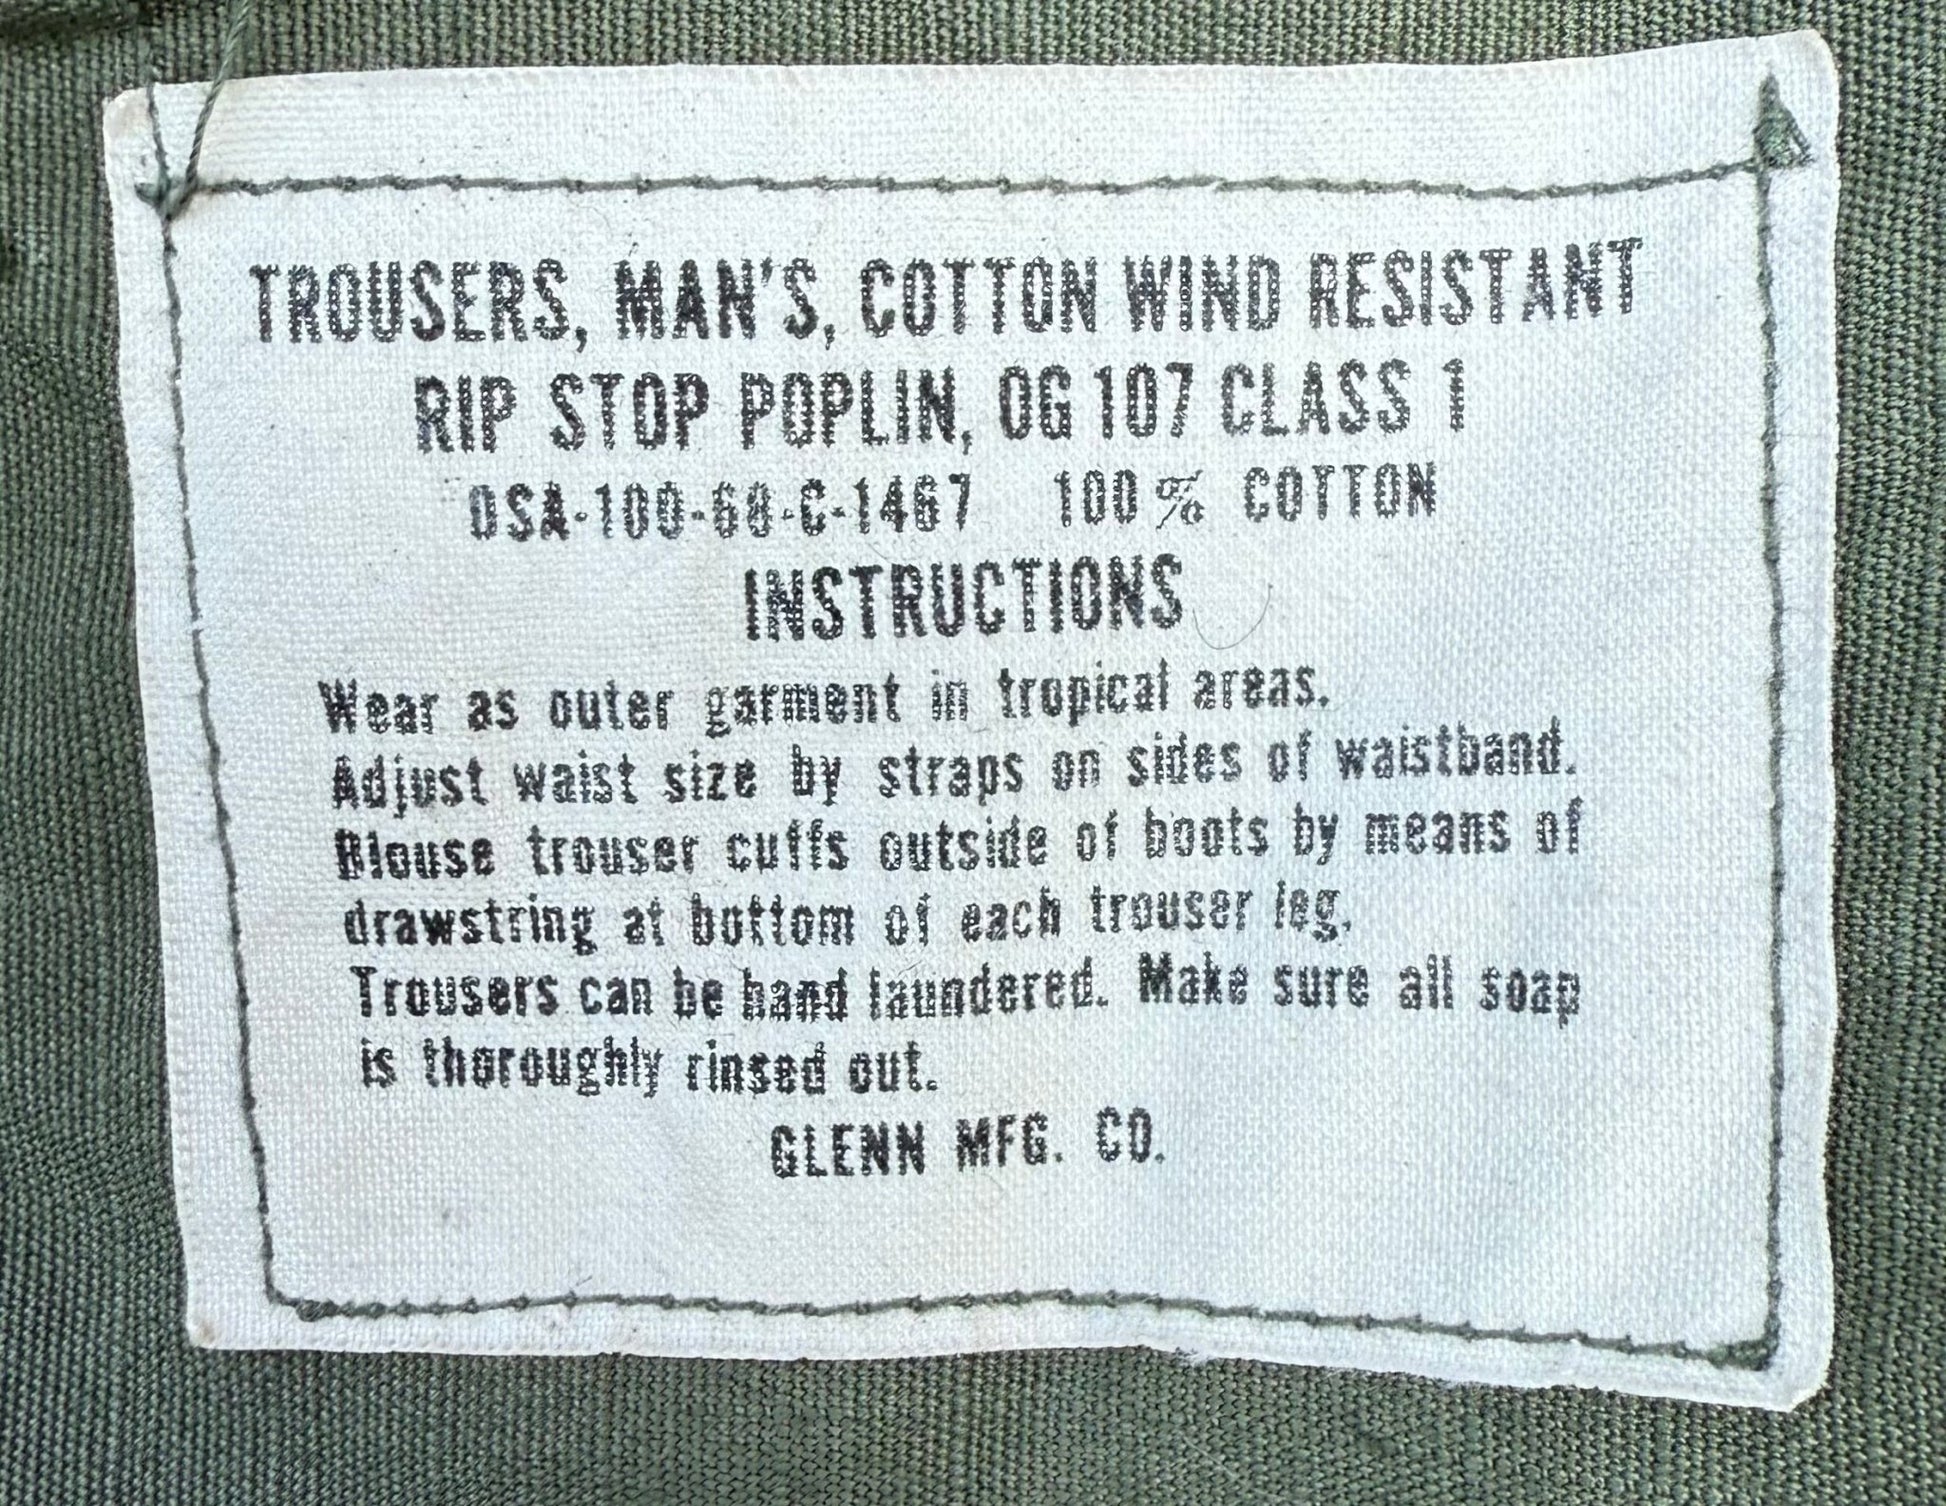 TROUSERS, MAN'S, COTTON WIND RESISTANT
RIP STOP POPLIN, OG 107 CLASS 1
DSA-100-68-C-1467 100% COTTON
INSTRUCTIONS
Wear as outer garment in tropical areas.
Adjust waist size by straps on sides of waistband.
Blouse trouser cuffs outside of boots by means of
drawstring at bottom of each trouser leg.
Trousers can be hand laundered. Make sure all soap
is thoroughly rinsed out.
GLENN MFG. CO.